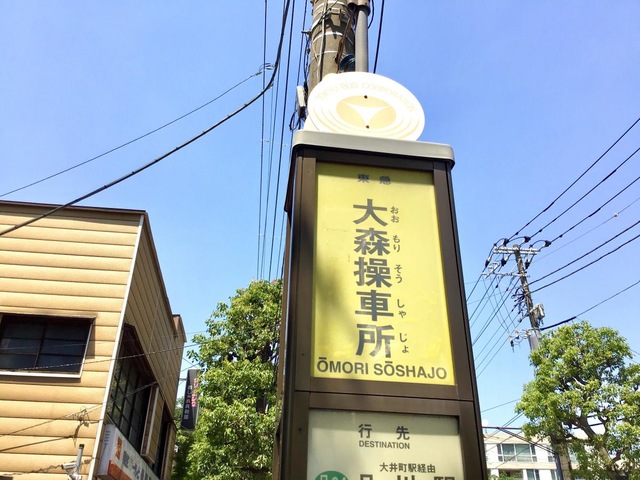 東急
大森操車所
おおもりそうしゃじょ
ŌMORI SŌSHAJO
行先
DESTINATION
大井町駅経由